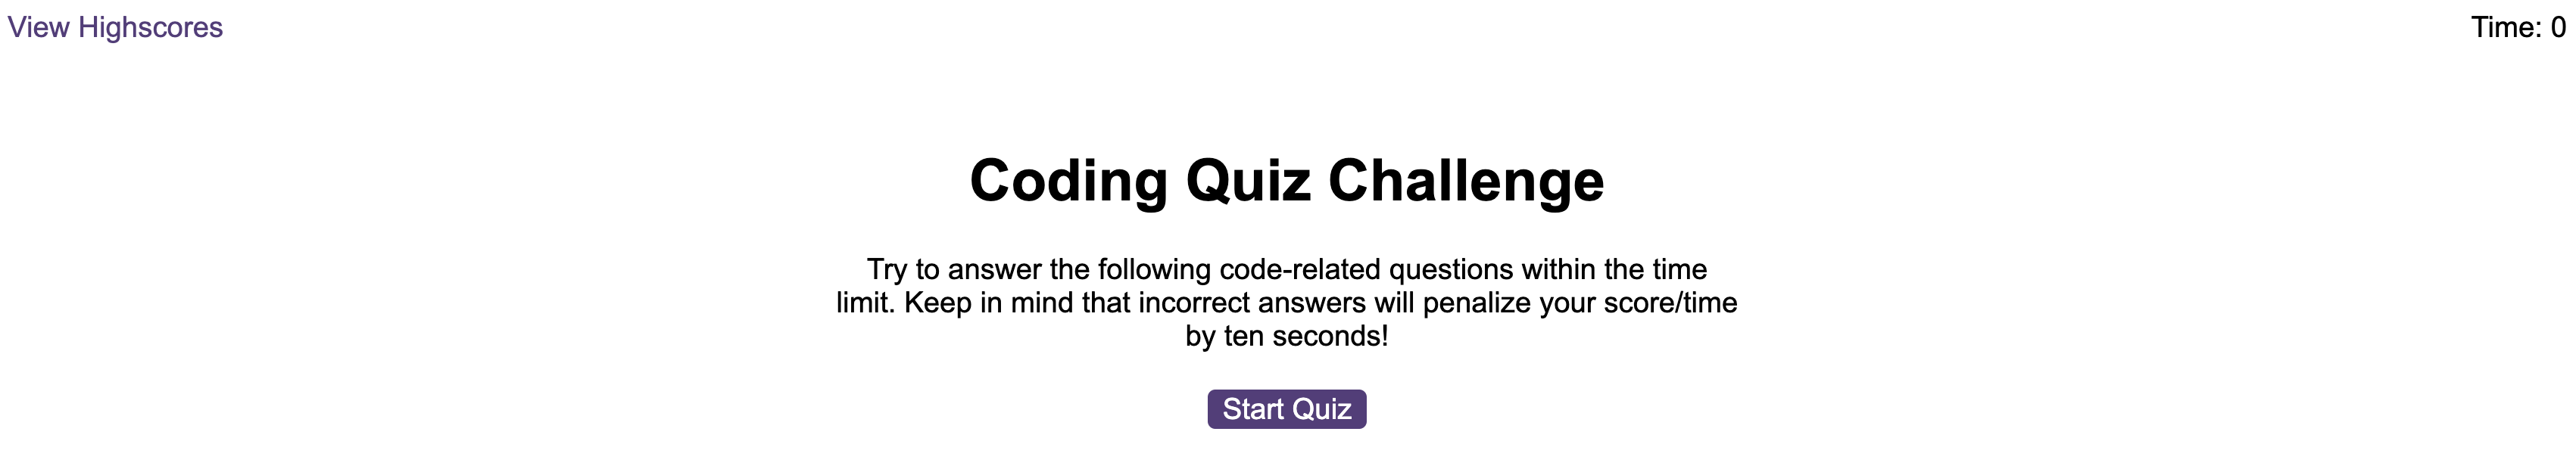 View Highscores
Time: 0
Coding Quiz Challenge
Try to answer the following code-related questions within the time
limit. Keep in mind that incorrect answers will penalize your score/time
by ten seconds!
Start Quiz